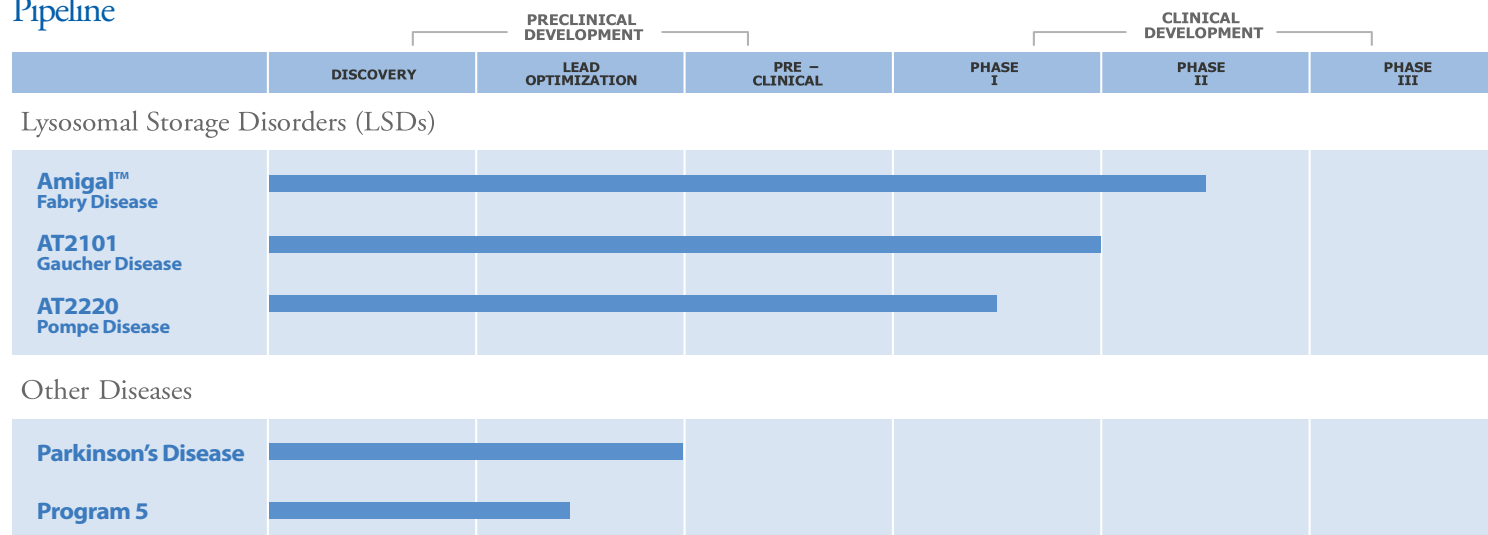 Pipeline
PRECLINICAL
DEVELOPMENT
CLINICAL
DEVELOPMENT
DISCOVERY
LEAD
OPTIMIZATION
PRE –
CLINICAL
PHASE
I
PHASE
II
PHASE
III
Lysosomal Storage Disorders (LSDs)
Amigal™
Fabry Disease
AT2101
Gaucher Disease
AT2220
Pompe Disease
Other Diseases
Parkinson’s Disease
Program 5